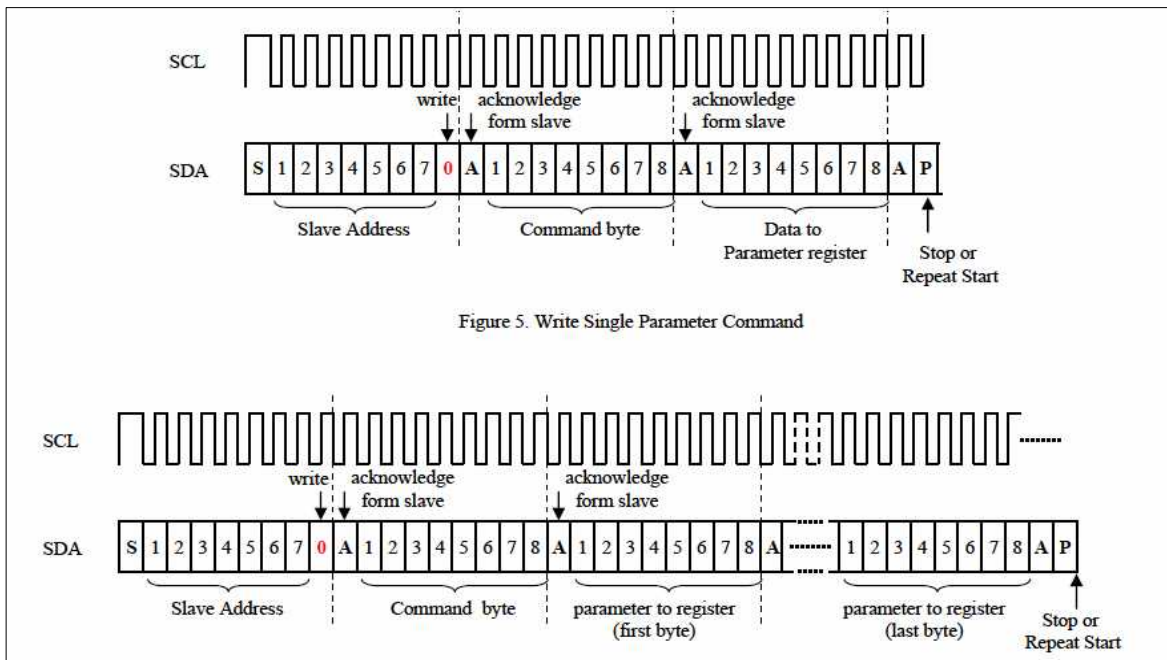 SCL
write acknowledge acknowledge
form slave form slave
SDA S 1 2 3 4 5 6 7 0 A 1 2 3 4 5 6 7 8 A 1 2 3 4 5 6 7 8 A P
Slave Address Command byte Data to
Parameter register
Stop or
Repeat Start
Figure 5. Write Single Parameter Command
SCL
write acknowledge acknowledge
form slave form slave
SDA S 1 2 3 4 5 6 7 0 A 1 2 3 4 5 6 7 8 A 1 2 3 4 5 6 7 8 A 1 2 3 4 5 6 7 8 A P
Slave Address Command byte parameter to register parameter to register
(first byte) (last byte)
Stop or
Repeat Start